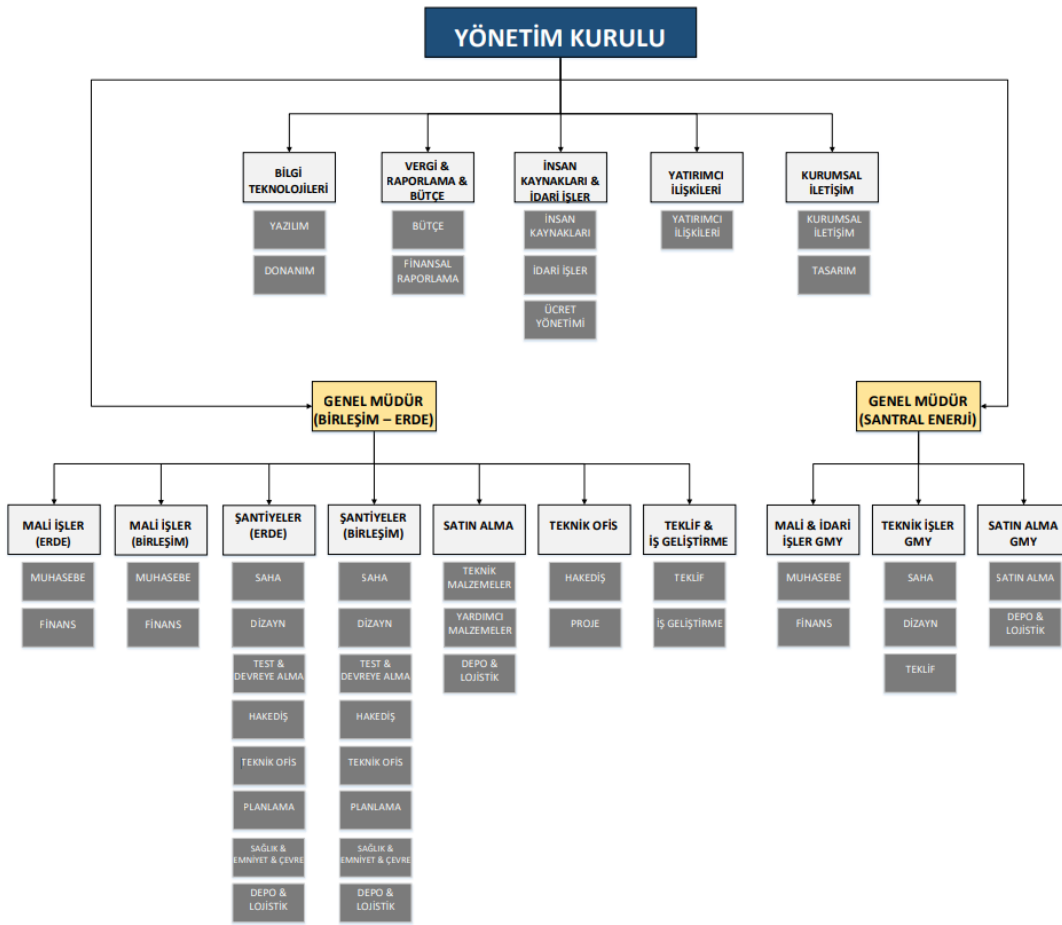 YÖNETİM KURULU
BİLGİ
TEKNOLOJİLERİ
YAZILIM
DONANIM
VERGİ &
RAPORLAMA &
BÜTÇE
BÜTÇE
FİNANSAL
RAPORLAMA
İNSAN
KAYNAKLARI &
İDARİ İŞLER
İNSAN
KAYNAKLARI
İDARİ İŞLER
ÜCRET
YÖNETİMİ
YATIRIMCI
İLİŞKİLERİ
YATIRIMCI
İLİŞKİLERİ
KURUMSAL
İLETİŞİM
KURUMSAL
İLETİŞİM
TASARIM
GENEL MÜDÜR
(BİRLEŞİM – ERDE)
MALİ İŞLER
(ERDE)
MUHASEBE
FİNANS
MALİ İŞLER
(BİRLEŞİM)
MUHASEBE
FİNANS
ŞANTİYELER
(ERDE)
SAHA
DİZAYN
TEST &
DEVREYE ALMA
HAKEDİŞ
TEKNİK OFİS
PLANLAMA
SAĞLIK &
EMNİYET & ÇEVRE
DEPO &
LOJİSTİK
ŞANTİYELER
(BİRLEŞİM)
SAHA
DİZAYN
TEST &
DEVREYE ALMA
HAKEDİŞ
TEKNİK OFİS
PLANLAMA
SAĞLIK &
EMNİYET & ÇEVRE
DEPO &
LOJİSTİK
SATIN ALMA
TEKNİK
MALZEMELER
YARDIMCI
MALZEMELER
DEPO &
LOJİSTİK
TEKNİK OFİS
HAKEDİŞ
PROJE
TEKLİF &
İŞ GELİŞTİRME
TEKLİF
İŞ GELİŞTİRME
GENEL MÜDÜR
(SANTRAL ENERJİ)
MALİ & İDARİ
İŞLER GMY
MUHASEBE
FİNANS
TEKNİK İŞLER
GMY
SAHA
DİZAYN
TEKLİF
SATIN ALMA
GMY
SATIN ALMA
DEPO &
LOJİSTİK